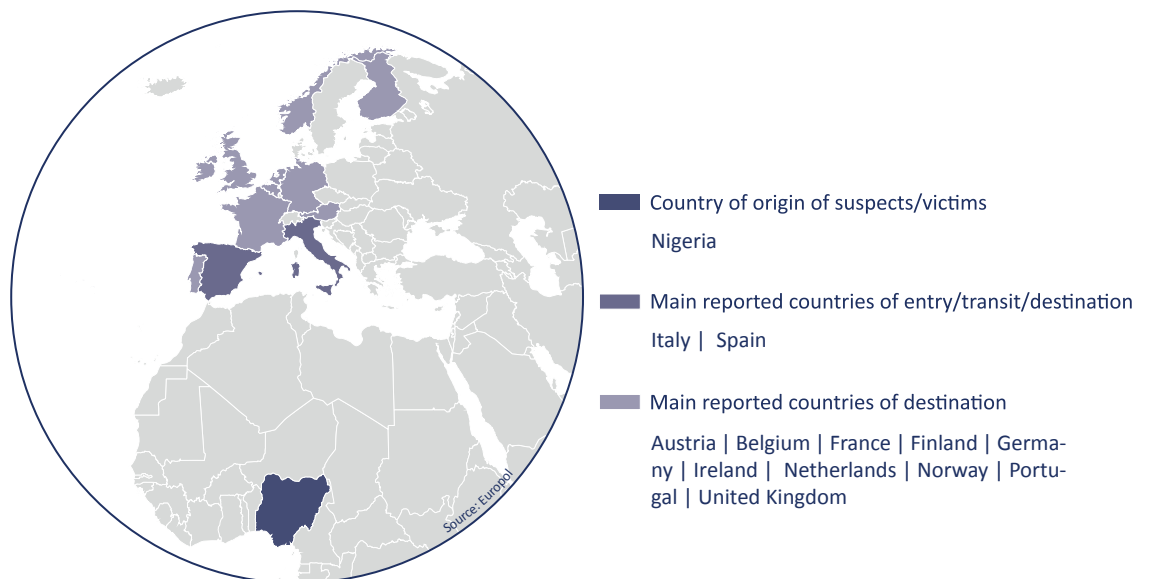 Country of origin of suspects/victims
Nigeria
Main reported countries of entry/transit/destination
Italy | Spain
Main reported countries of destination
Austria | Belgium | France | Finland | Germa-
ny | Ireland | Netherlands | Norway | Portu-
gal | United Kingdom
Source: Europol